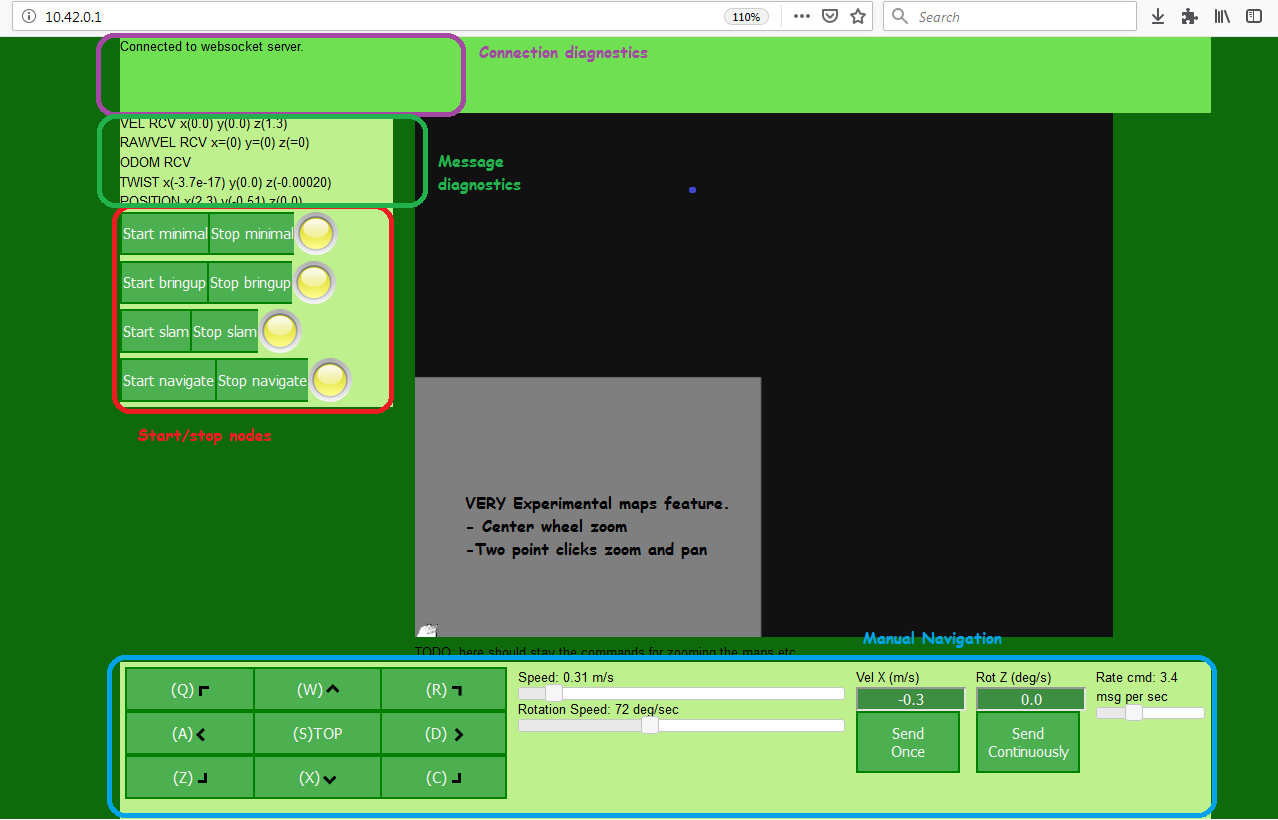 10.42.0.1
110%
Search
Connected to websocket server.
Connection diagnostics
VEL RCV x(0.0) y(0.0) z(1.3)
RAWVEL RCV x=(0) y=(0) z(=0)
ODOM RCV
TWIST x(-3.7e-17) y(0.0) z(-0.00020)
POSITION x(2.3) y(-0.51) z(0.0)
Message
diagnostics
Start minimal Stop minimal
Start bringup Stop bringup
Start slam Stop slam
Start navigate Stop navigate
Start/stop nodes
VERY Experimental maps feature.
- Center wheel zoom
-Two point clicks zoom and pan
TODO: here should stay the commands for zooming the maps etc
Manual Navigation
(Q) (W) (R)
(A) (S)TOP (D)
(Z) (X) (C)
Speed: 0.31 m/s
Rotation Speed: 72 deg/sec
Vel X (m/s)
-0.3
Send
Once
Rot Z (deg/s)
0.0
Send
Continuously
Rate cmd: 3.4
msg per sec